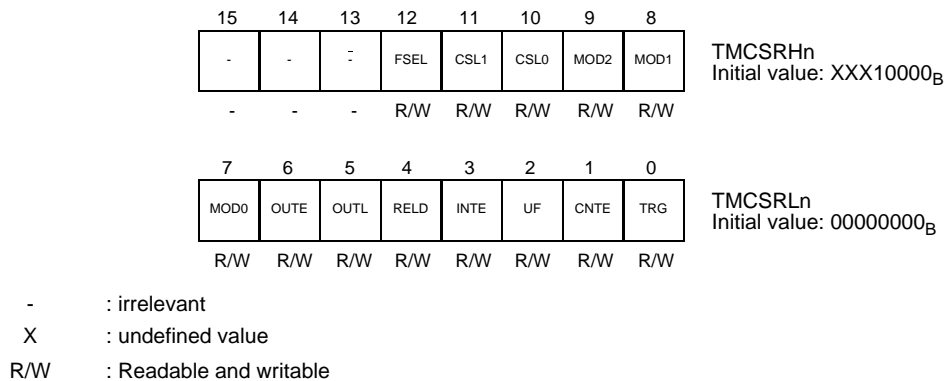 15 14 13 12 11 10 9 8
- - - FSEL CSL1 CSL0 MOD2 MOD1
TMCSRHn
Initial value: XXX10000B
- - - R/W R/W R/W R/W R/W
7 6 5 4 3 2 1 0
MOD0 OUTE OUTL RELD INTE UF CNTE TRG
TMCSRLn
Initial value: 00000000B
R/W R/W R/W R/W R/W R/W R/W R/W
- : irrelevant
X : undefined value
R/W : Readable and writable